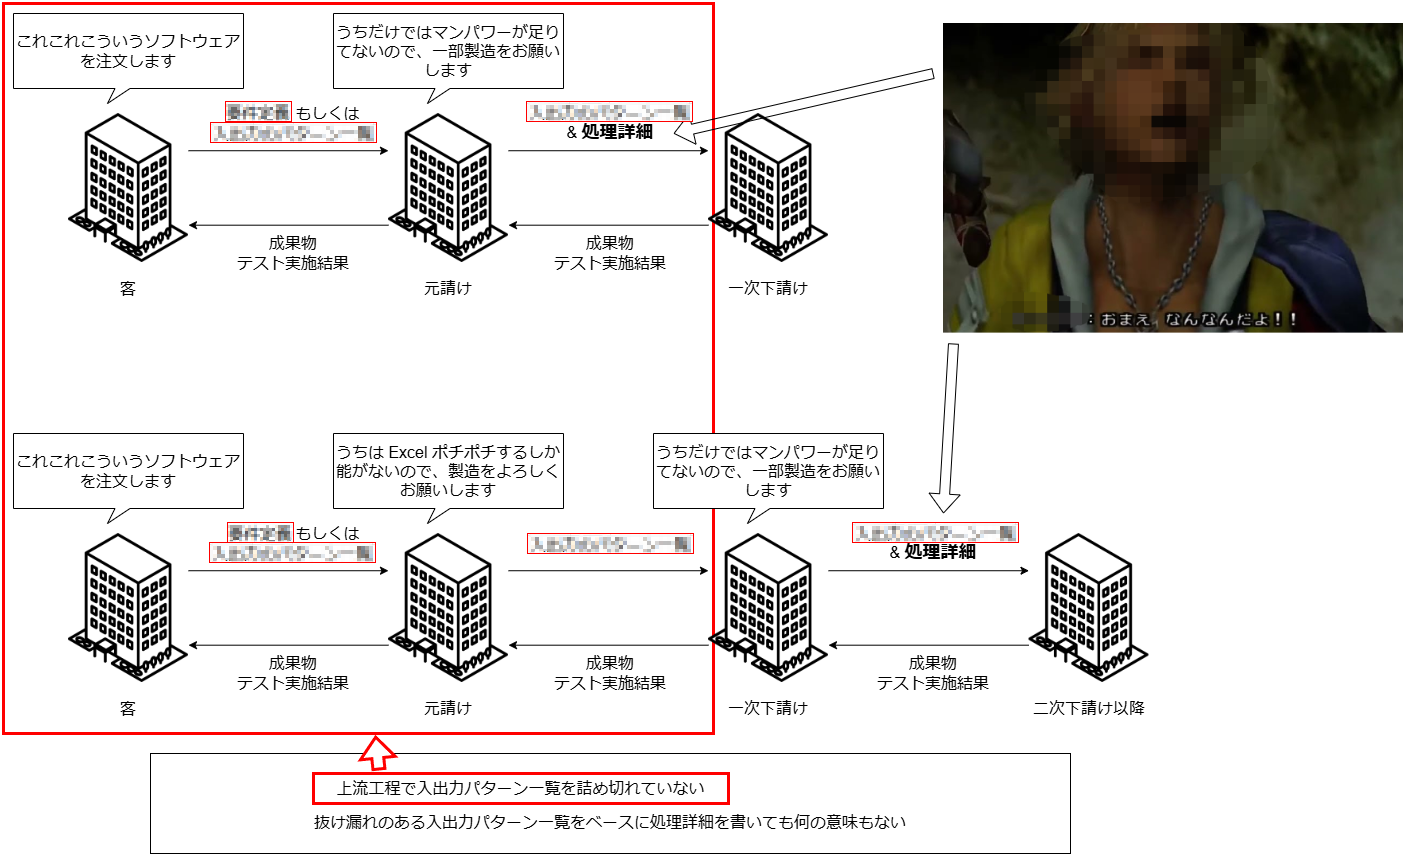 これこれこういうソフトウェア
を注文します
うちだけではマンパワーが足り
てないので、一部製造をお願い
します
要件定義 もしくは
入出力パターン一覧
入出力パターン一覧
& 処理詳細
成果物
テスト実施結果
成果物
テスト実施結果
客
元請け
一次下請け
：おまえ、なんなんだよ！！
これこれこういうソフトウェア
を注文します
うちは Excel ポチポチするしか
能がないので、製造をよろしく
お願いします
うちだけではマンパワーが足り
てないので、一部製造をお願い
します
要件定義 もしくは
入出力パターン一覧
入出力パターン一覧
入出力パターン一覧
& 処理詳細
成果物
テスト実施結果
成果物
テスト実施結果
成果物
テスト実施結果
客
元請け
一次下請け
二次下請け以降
上流工程で入出力パターン一覧を詰め切れていない
抜け漏れのある入出力パターン一覧をベースに処理詳細を書いても何の意味もない